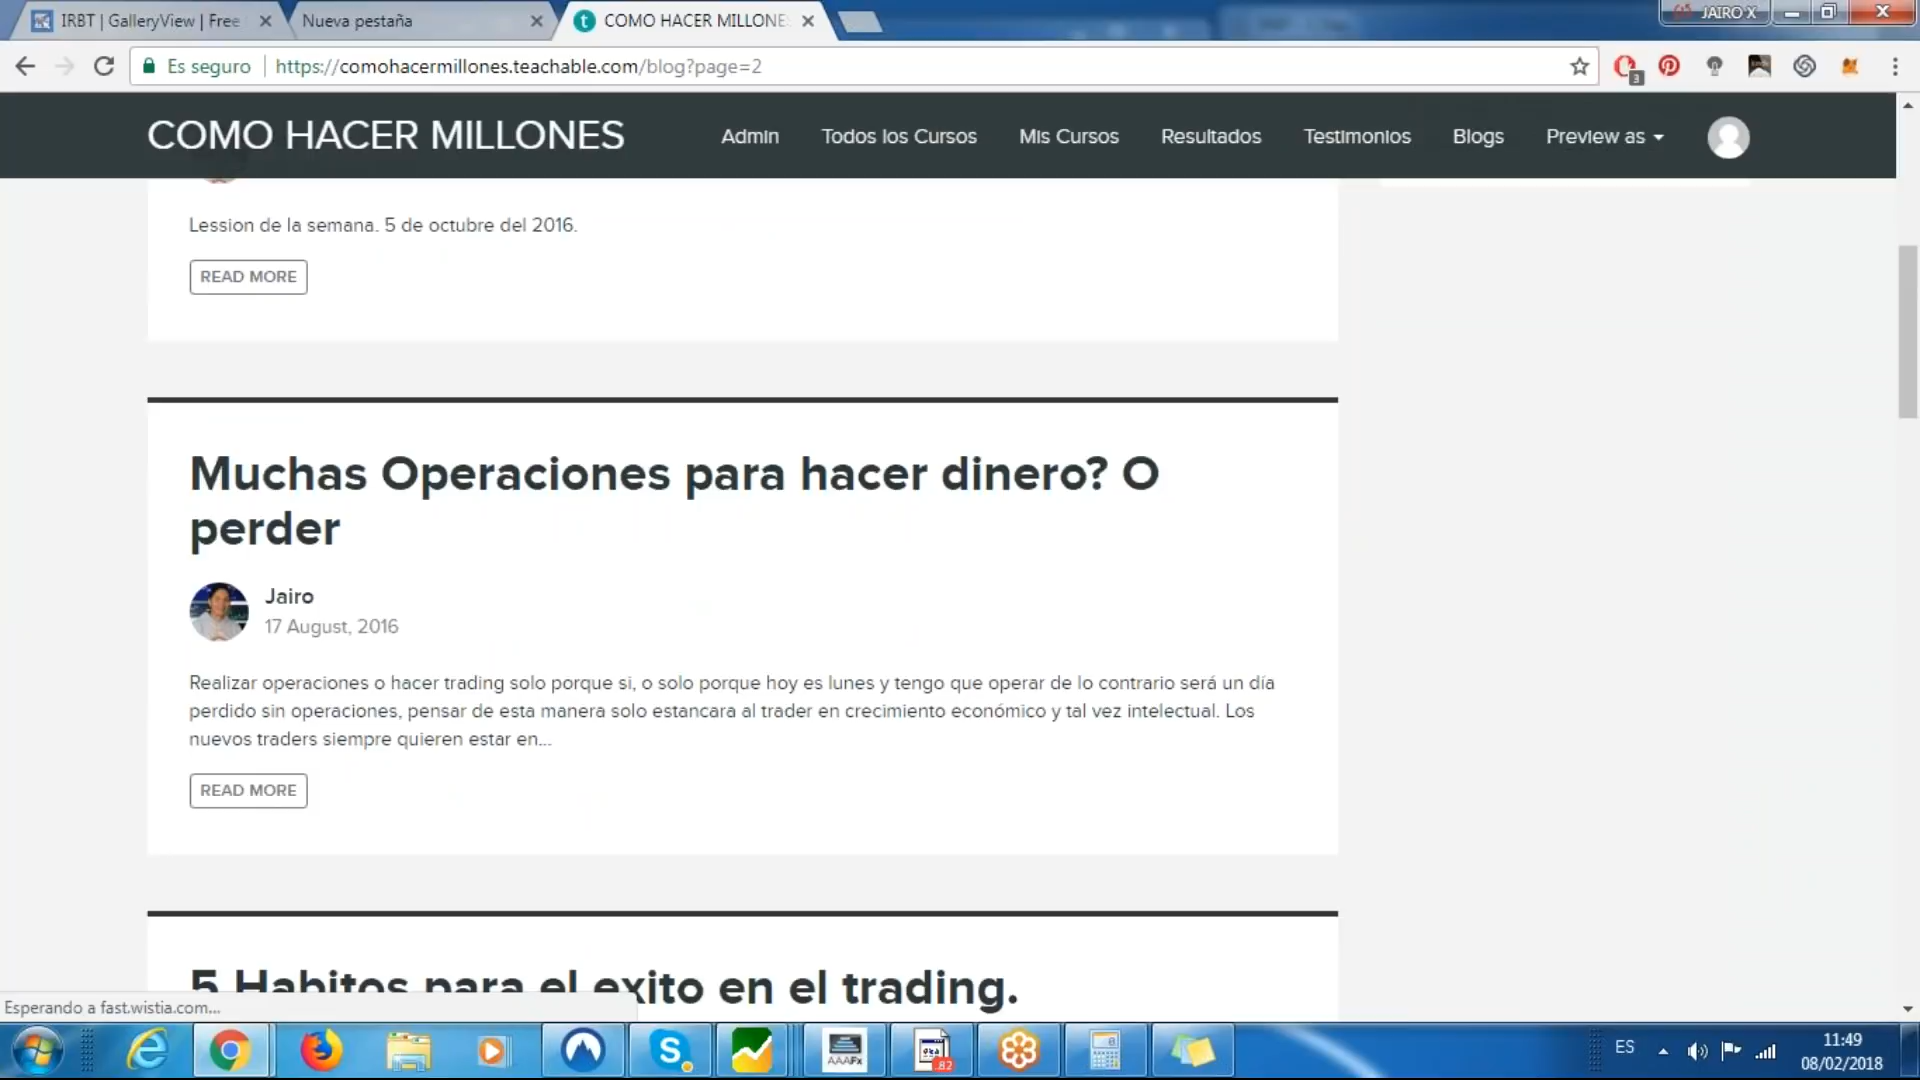 IRBT | GalleryView | Free
Nueva pestaña
COMO HACER MILLONE
JAIRO X
Es seguro
https://comohacermillones.teachable.com/blog?page=2
3
COMO HACER MILLONES
Admin
Todos los Cursos
Mis Cursos
Resultados
Testimonios
Blogs
Preview as
Lession de la semana. 5 de octubre del 2016.
READ MORE
Muchas Operaciones para hacer dinero? O
perder
Jairo
17 August, 2016
Realizar operaciones o hacer trading solo porque si, o solo porque hoy es lunes y tengo que operar de lo contrario será un día
perdido sin operaciones, pensar de esta manera solo estancara al trader en crecimiento económico y tal vez intelectual. Los
nuevos traders siempre quieren estar en...
READ MORE
5 Habitos para el exito en el trading.
Esperando a fast.wistia.com...
AAAFx
.82
ES
11:49
08/02/2018